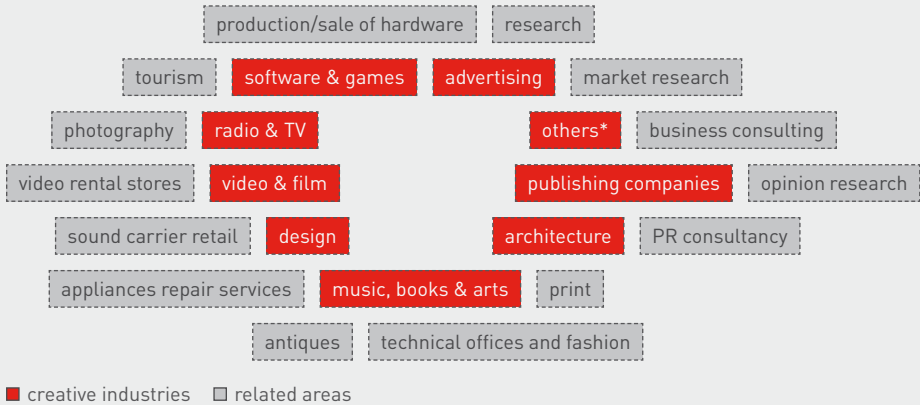 production/sale of hardware research
tourism software & games advertising market research
photography radio & TV others* business consulting
video rental stores video & film publishing companies opinion research
sound carrier retail design architecture PR consultancy
appliances repair services music, books & arts print
antiques technical offices and fashion
creative industries related areas